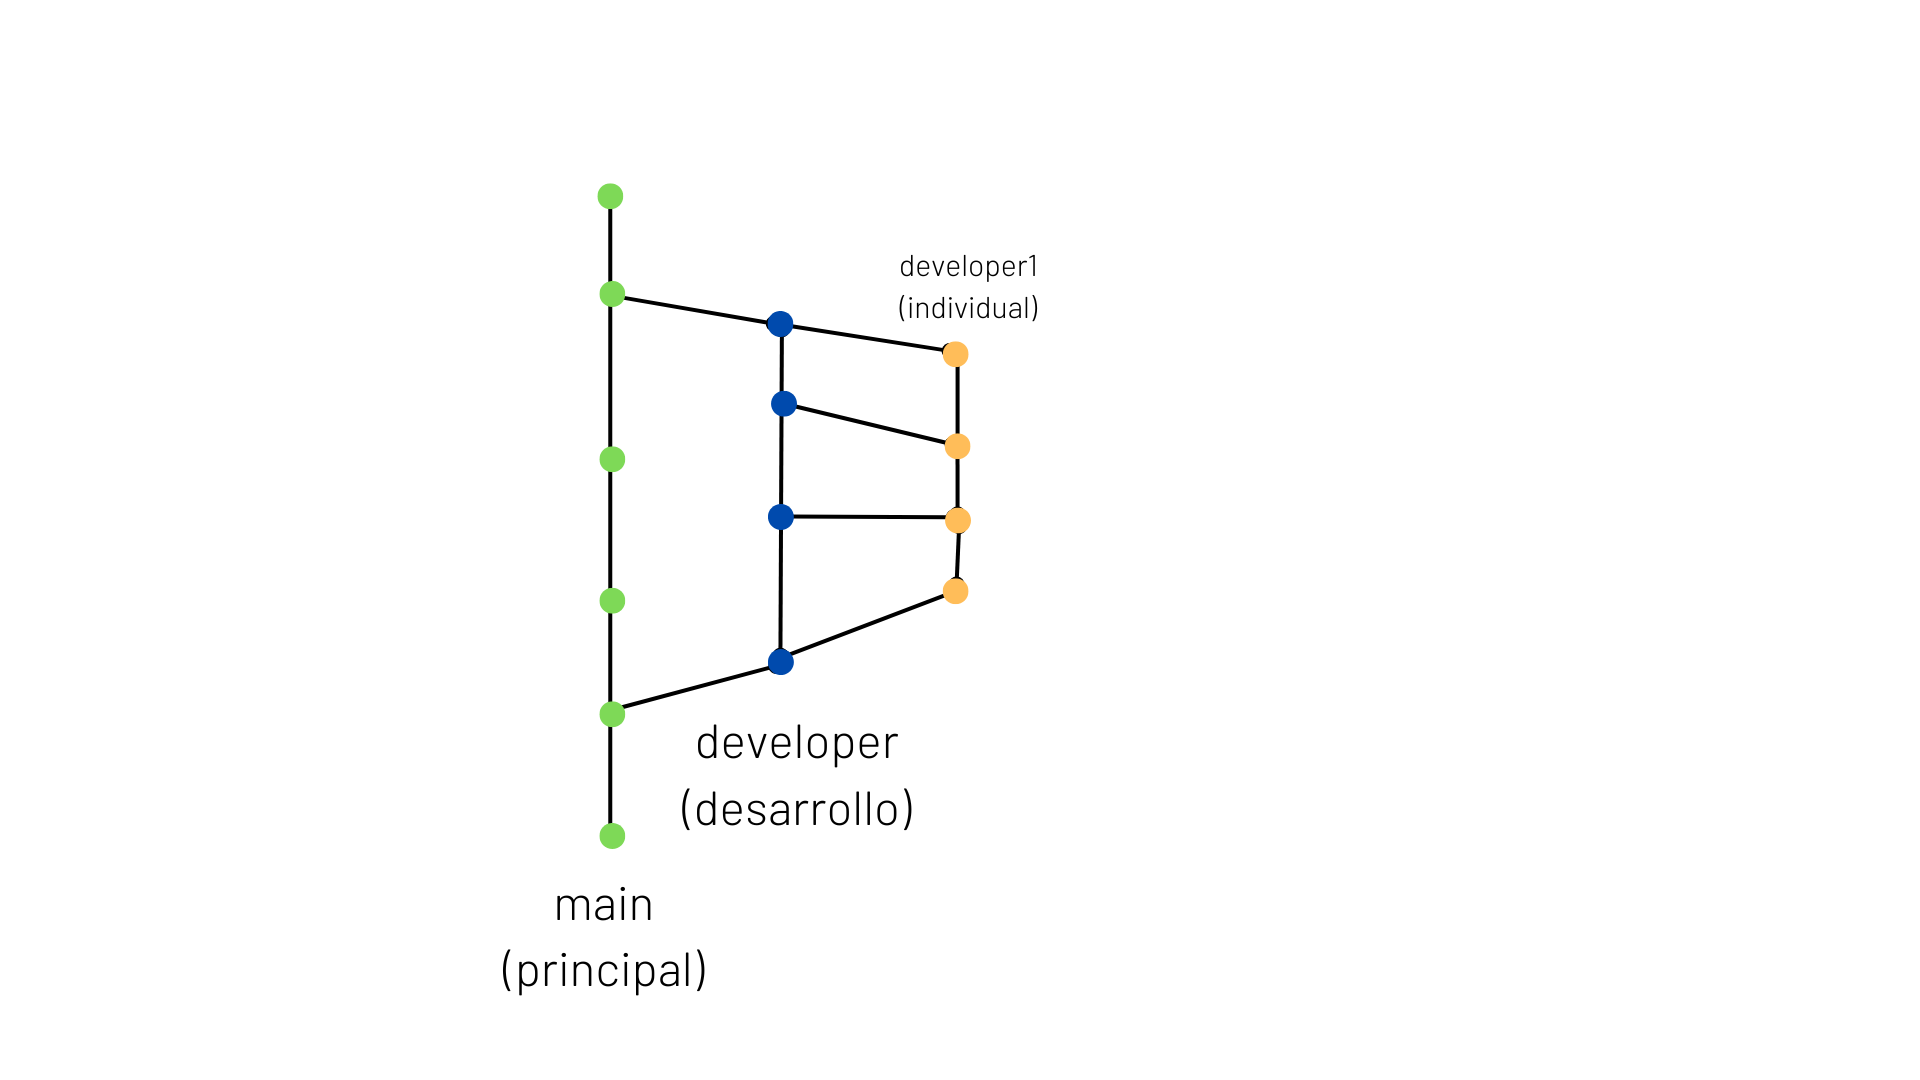 developer1
(individual)
developer
(desarrollo)
main
(principal)